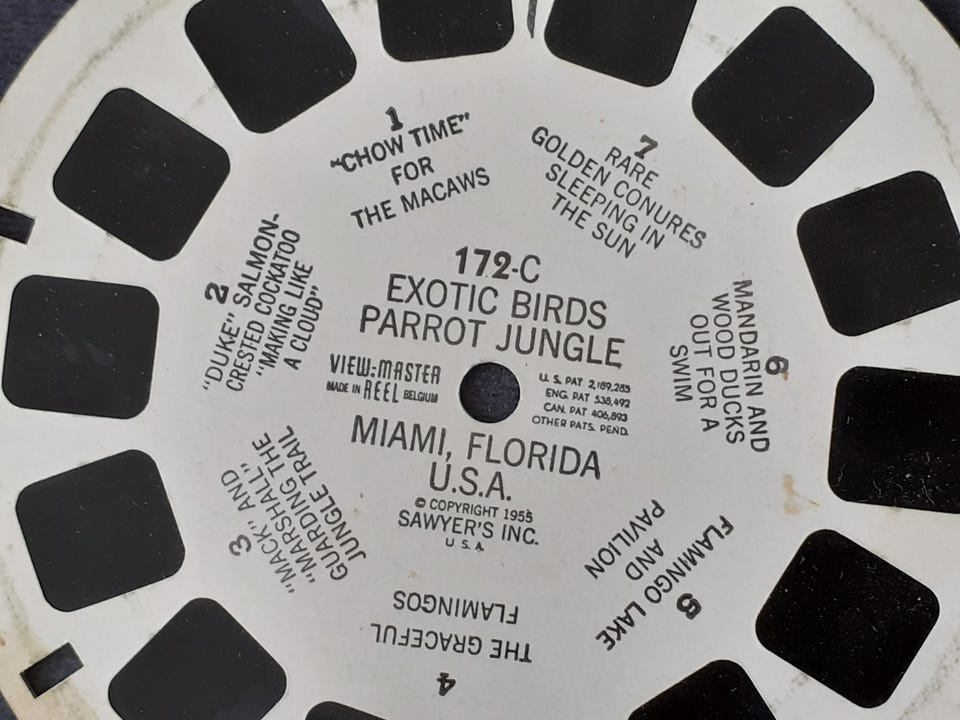 172-C
EXOTIC BIRDS
PARROT JUNGLE
VIEW-MASTER
MADE IN REEL BELGIUM
U.S. PAT 2,189,285
ENG. PAT 538,492
CAN. PAT 406,893
OTHER PATS. PEND.
MIAMI, FLORIDA
U.S.A.
© COPYRIGHT 1955
SAWYER'S INC.
U.S.A.
1
"CHOW TIME"
FOR
THE MACAWS
2
"DUKE" SALMON-
CRESTED COCKATOO
"MAKING LIKE
A CLOUD"
3
"MACK" AND
"MARSHALL"
GUARDING THE
JUNGLE TRAIL
4
THE GRACEFUL
FLAMINGOS
5
FLAMINGO LAKE
AND
PAVILION
6
MANDARIN AND
WOOD DUCKS
OUT FOR A
SWIM
7
RARE
GOLDEN CONURES
SLEEPING IN
THE SUN